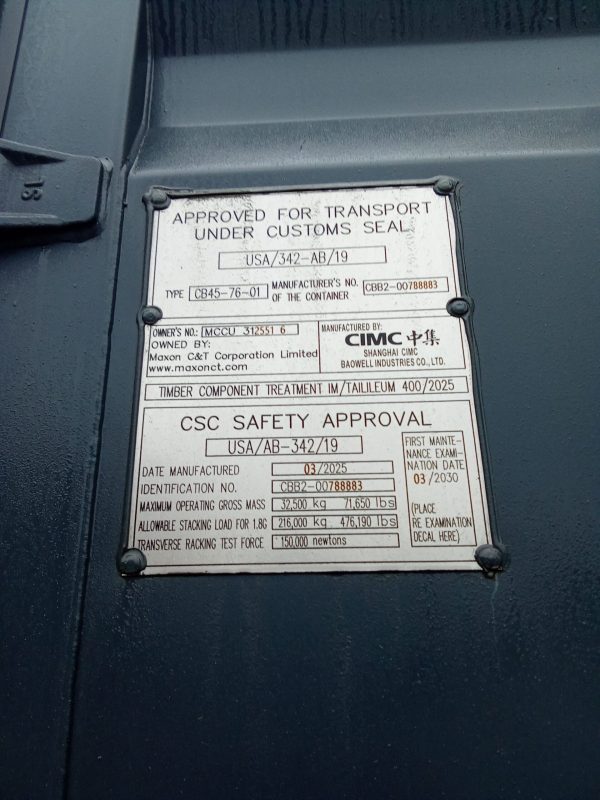 APPROVED FOR TRANSPORT
UNDER CUSTOMS SEAL
USA/342-AB/19
TYPE CB45-76-01 MANUFACTURER'S NO. OF THE CONTAINER CBB2-00788883
OWNER'S NO.: MCCU 312551 6
OWNED BY:
Maxon C&T Corporation Limited
www.maxonct.com
MANUFACTURED BY:
CIMC 中集
SHANGHAI CIMC
BAOWELL INDUSTRIES CO., LTD.
TIMBER COMPONENT TREATMENT IM/TAILILEUM 400/2025
CSC SAFETY APPROVAL
USA/AB-342/19
DATE MANUFACTURED 03/2025
IDENTIFICATION NO. CBB2-00788883
MAXIMUM OPERATING GROSS MASS 32,500 kg 71,650 lbs
ALLOWABLE STACKING LOAD FOR 1.8G 216,000 kg 476,190 lbs
TRANSVERSE RACKING TEST FORCE 150,000 newtons
FIRST MAINTE-
NANCE EXAMI-
NATION DATE
03/2030
(PLACE
RE EXAMINATION
DECAL HERE)